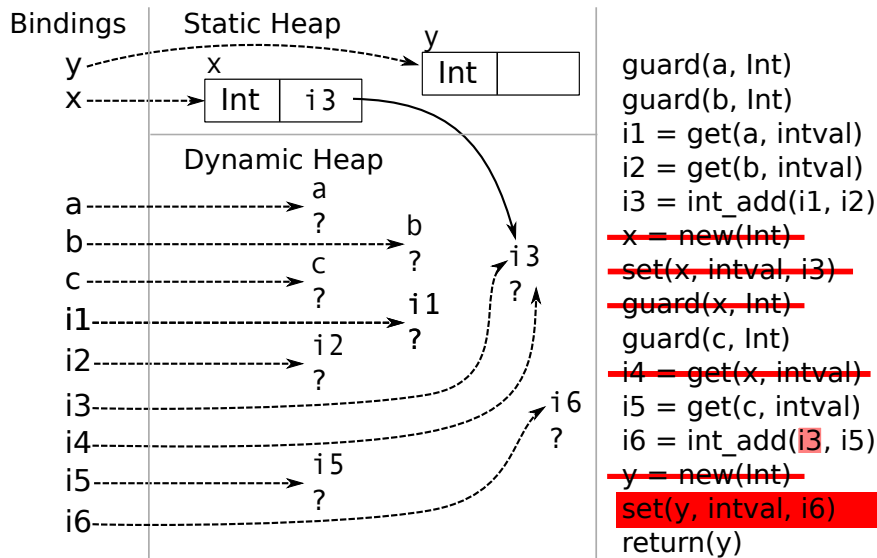 Bindings
Static Heap
y
x
x
Int
i3
y
Int
Dynamic Heap
a
b
c
i1
i2
i3
i4
i5
i6
a
?
b
?
c
?
i1
?
i2
?
i3
?
i5
?
i6
?
guard(a, Int)
guard(b, Int)
i1 = get(a, intval)
i2 = get(b, intval)
i3 = int_add(i1, i2)
x = new(Int)
set(x, intval, i3)
guard(x, Int)
guard(c, Int)
i4 = get(x, intval)
i5 = get(c, intval)
i6 = int_add(i3, i5)
y = new(Int)
set(y, intval, i6)
return(y)